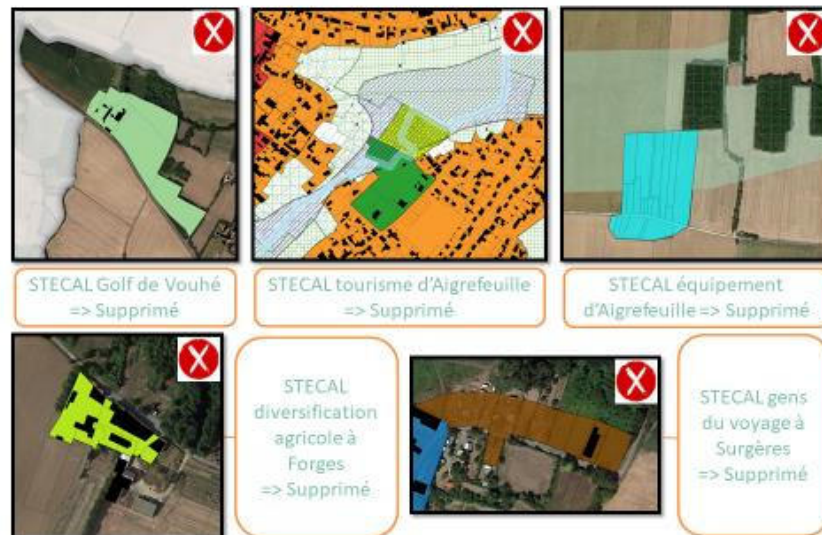 STECAL Golf de Vouhé
=> Supprimé
STECAL tourisme d'Aigrefeuille
=> Supprimé
STECAL équipement
d'Aigrefeuille => Supprimé
STECAL
diversification
agricole à
Forges
=> Supprimé
STECAL gens
du voyage à
Surgères
=> Supprimé